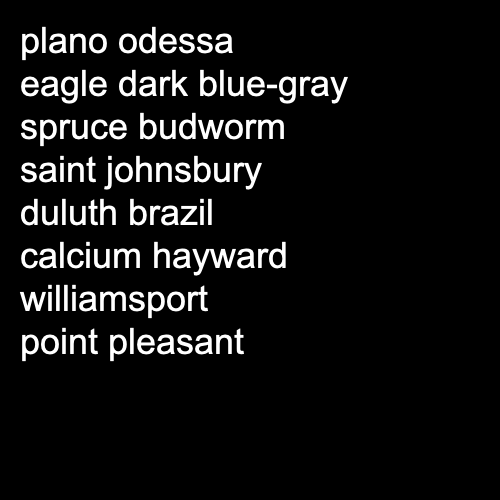 plano odessa
eagle dark blue-gray
spruce budworm
saint johnsbury
duluth brazil
calcium hayward
williamsport
point pleasant